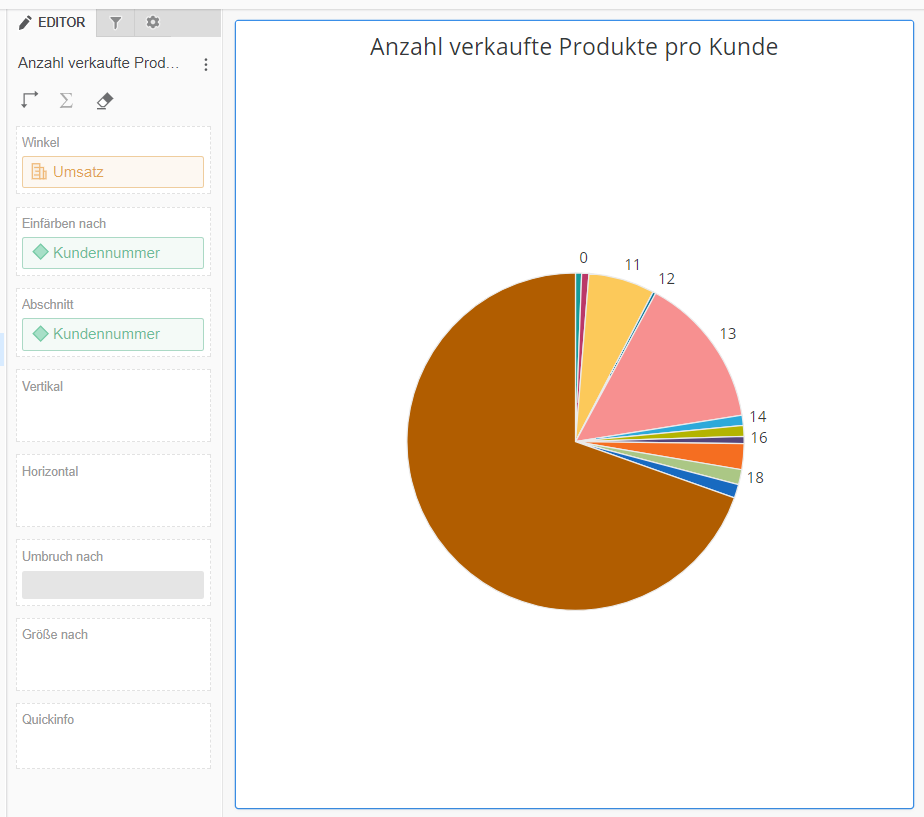 EDITOR
Anzahl verkaufte Prod...
Winkel
Umsatz
Einfärben nach
Kundennummer
Abschnitt
Kundennummer
Vertikal
Horizontal
Umbruch nach
Größe nach
Quickinfo
Anzahl verkaufte Produkte pro Kunde
0
11
12
13
14
16
18